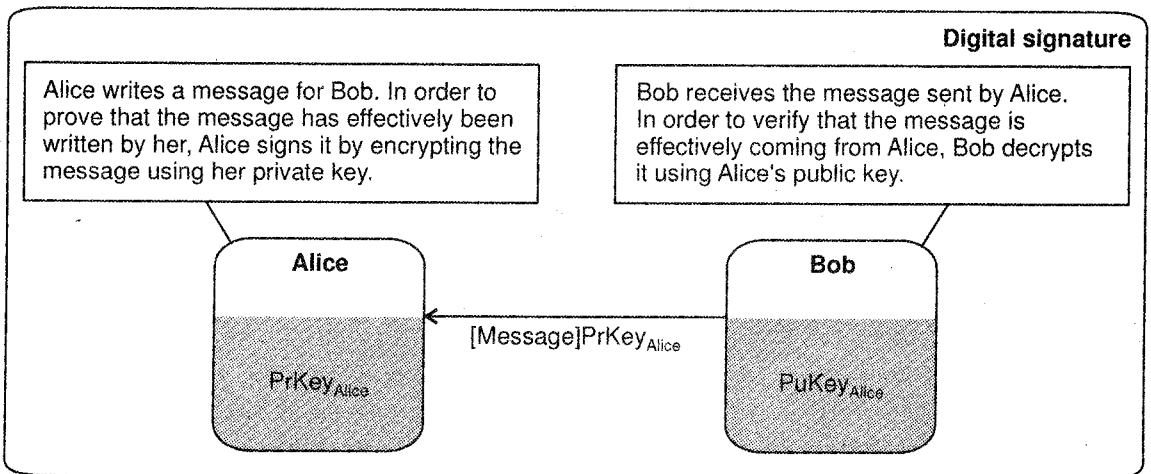 Digital signature
Alice writes a message for Bob. In order to
prove that the message has effectively been
written by her, Alice signs it by encrypting the
message using her private key.
Bob receives the message sent by Alice.
In order to verify that the message is
effectively coming from Alice, Bob decrypts
it using Alice's public key.
Alice
Bob
[Message]PrKeyAlice
PrKeyAlice
PuKeyAlice